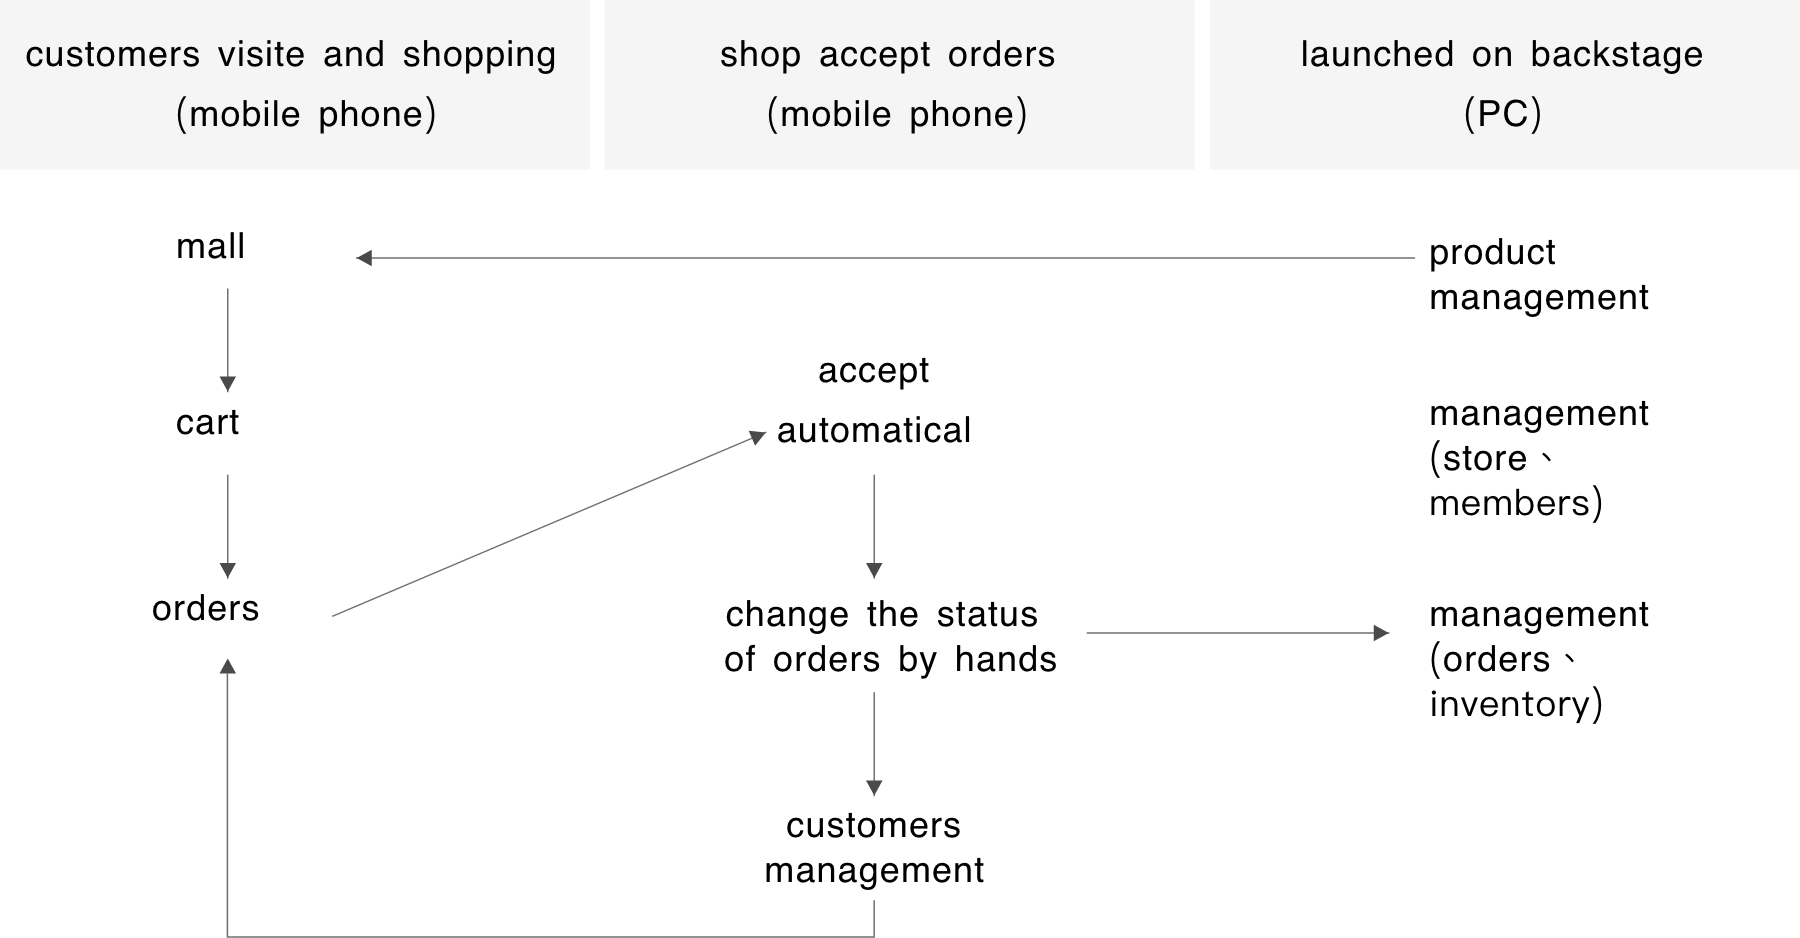 customers visite and shopping
(mobile phone)
shop accept orders
(mobile phone)
launched on backstage
(PC)
mall
cart
orders
accept
automatical
change the status
of orders by hands
customers
management
product
management
management
(store、
members)
management
(orders、
inventory)